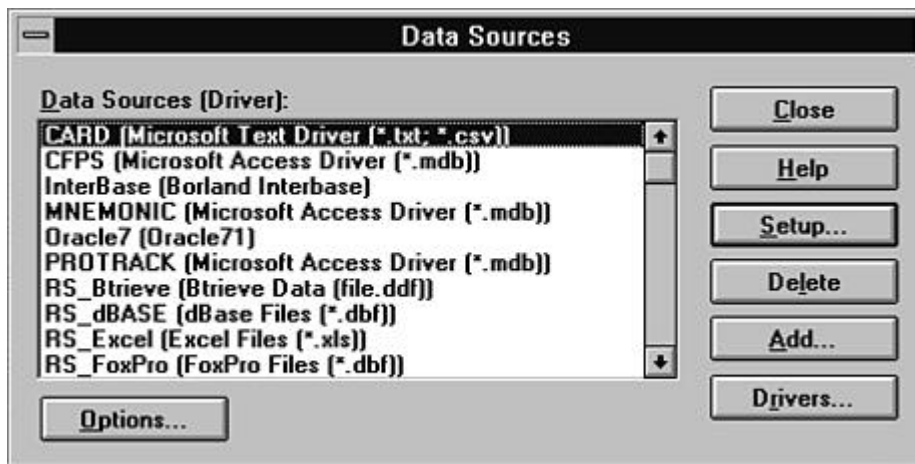 Data Sources
Data Sources (Driver):
CARD (Microsoft Text Driver (*.txt; *.csv))
CFPS (Microsoft Access Driver (*.mdb))
InterBase (Borland Interbase)
MNEMONIC (Microsoft Access Driver (*.mdb))
Oracle7 (Oracle71)
PROTRACK (Microsoft Access Driver (*.mdb))
RS_Btrieve (Btrieve Data (file.ddf))
RS_dBASE (dBase Files (*.dbf))
RS_Excel (Excel Files (*.xls))
RS_FoxPro (FoxPro Files (*.dbf))
Options...
Close
Help
Setup...
Delete
Add...
Drivers...